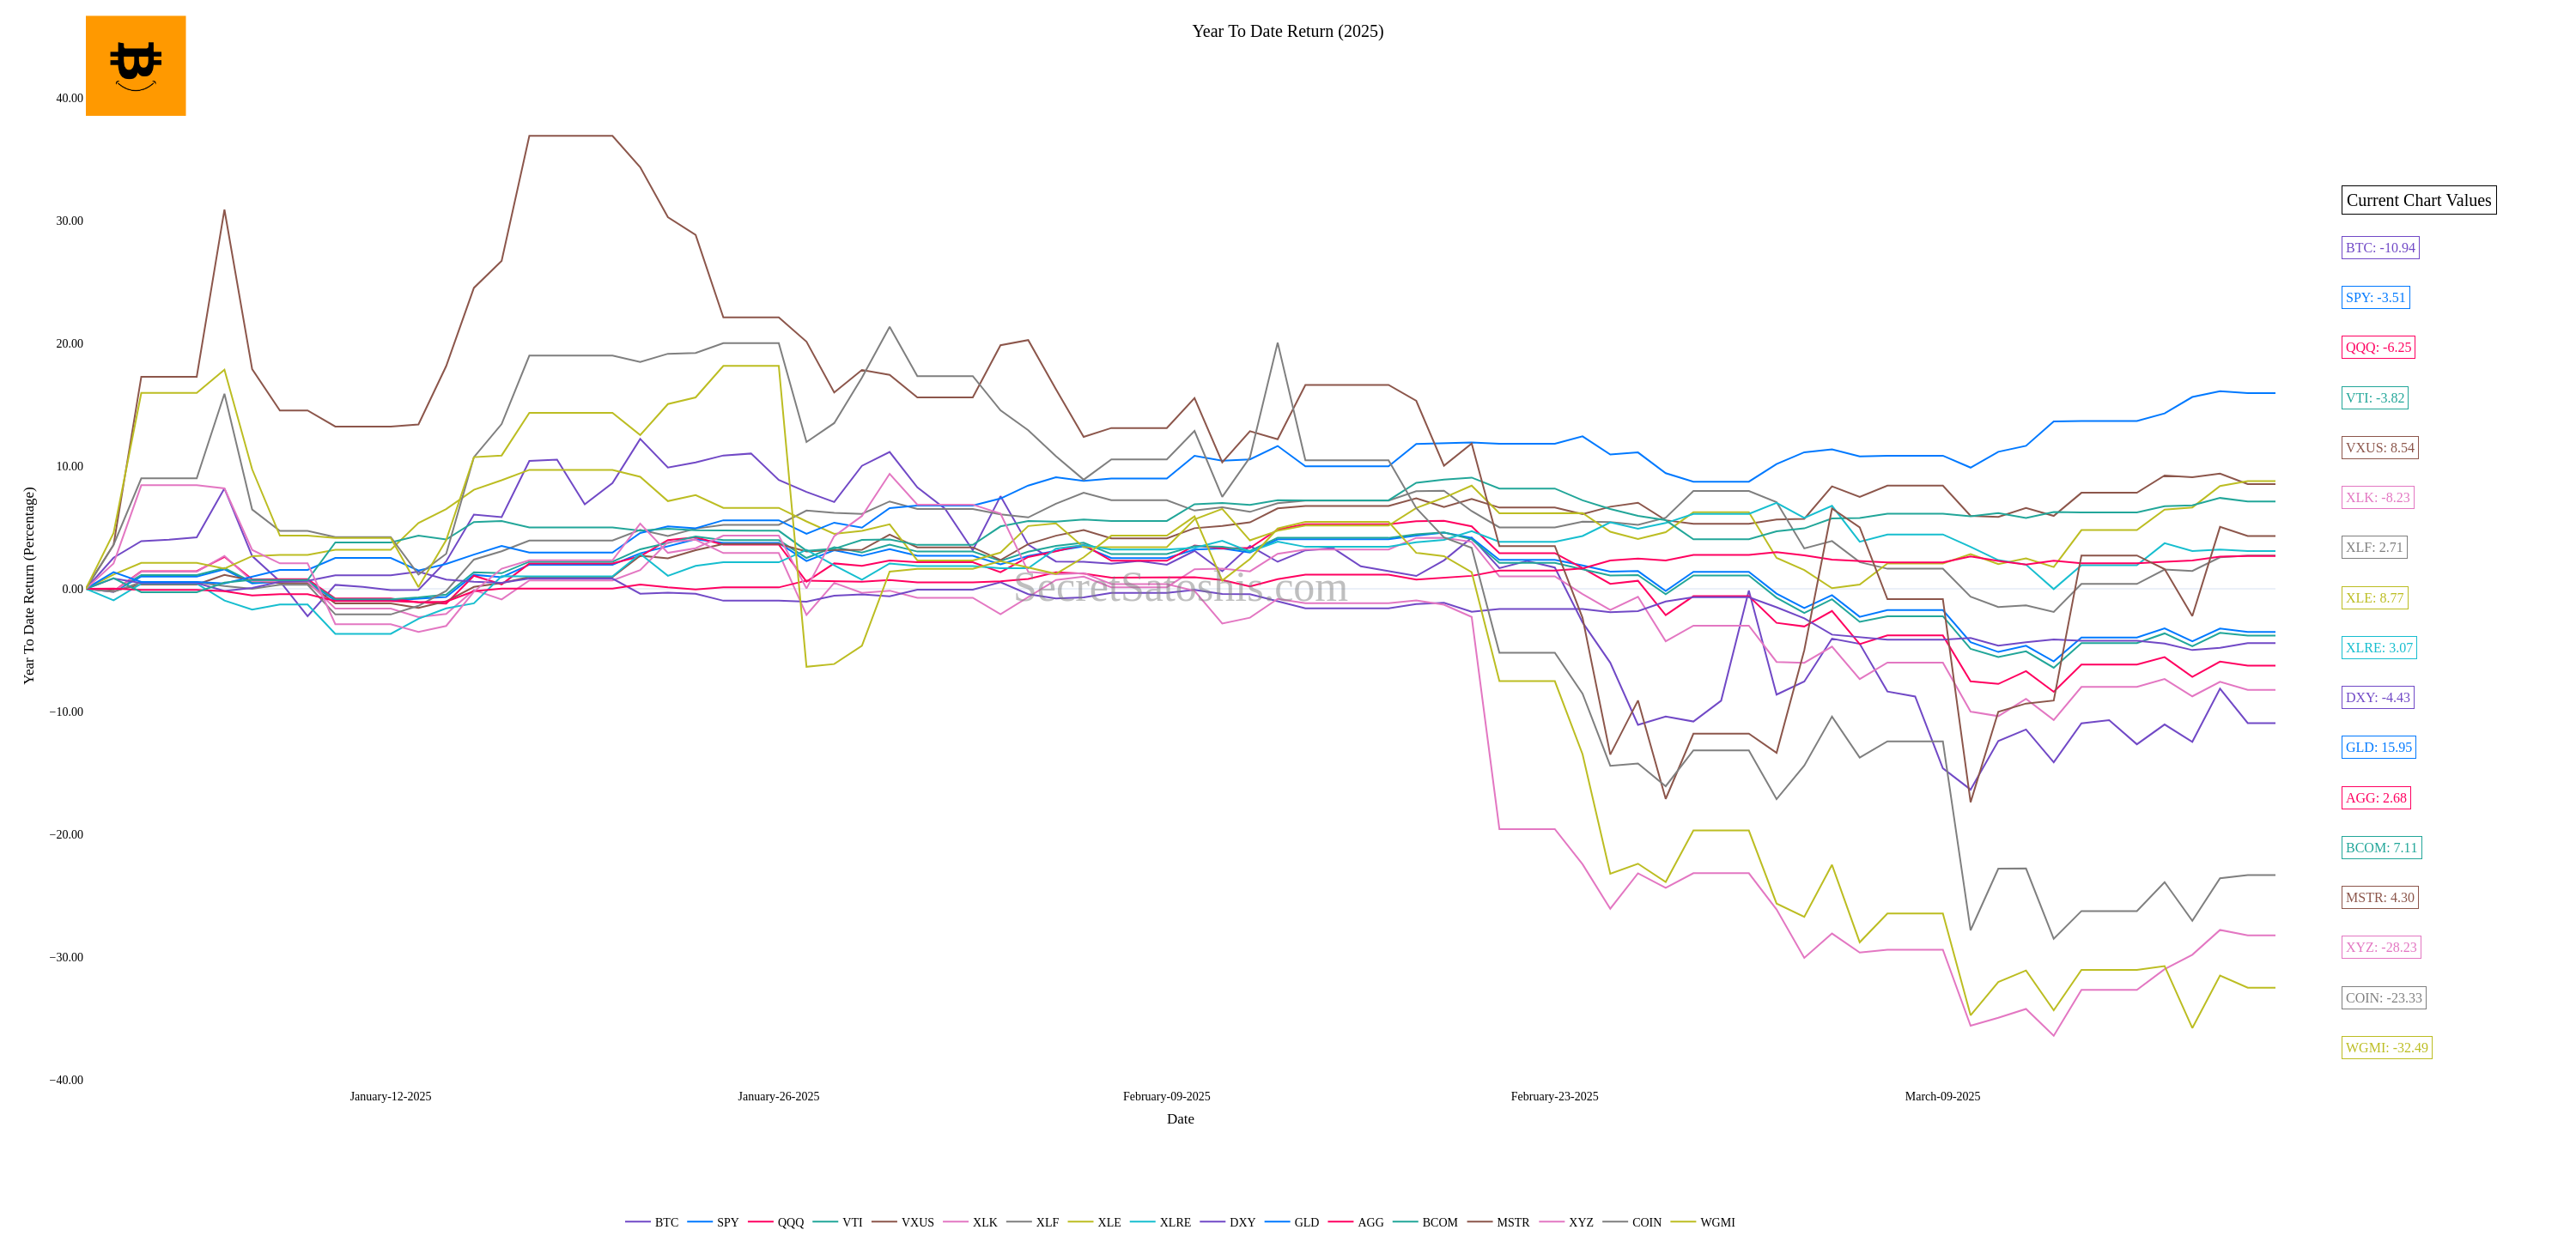 Year To Date Return (2025)
40.00
30.00
20.00
10.00
0.00
−10.00
−20.00
−30.00
−40.00
Year To Date Return (Percentage)
SecretSatoshis.com
January-12-2025
January-26-2025
February-09-2025
February-23-2025
March-09-2025
Date
Current Chart Values
BTC: -10.94
SPY: -3.51
QQQ: -6.25
VTI: -3.82
VXUS: 8.54
XLK: -8.23
XLF: 2.71
XLE: 8.77
XLRE: 3.07
DXY: -4.43
GLD: 15.95
AGG: 2.68
BCOM: 7.11
MSTR: 4.30
XYZ: -28.23
COIN: -23.33
WGMI: -32.49
BTC SPY QQQ VTI VXUS XLK XLF XLE XLRE DXY GLD AGG BCOM MSTR XYZ COIN WGMI